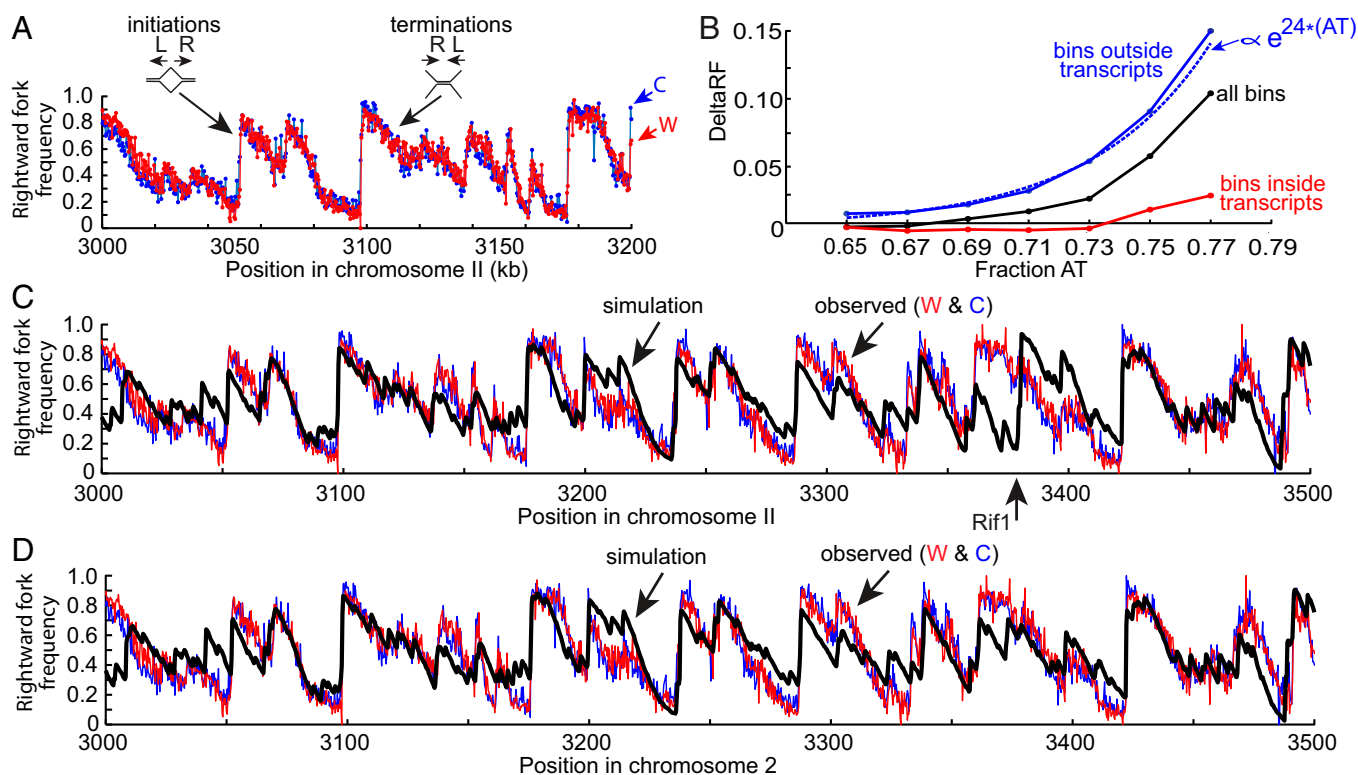 A
initiations
L R
terminations
R L
C
W
Rightward fork
frequency
1.0
0.8
0.6
0.4
0.2
0
3000
3050
3100
3150
3200
Position in chromosome II (kb)
B
DeltaRF
0.15
0.10
0.05
0
bins outside
transcripts
∝ e24*(AT)
all bins
bins inside
transcripts
0.65
0.67
0.69
0.71
0.73
0.75
0.77
0.79
Fraction AT
C
simulation
observed (W & C)
Rightward fork
frequency
1.0
0.8
0.6
0.4
0.2
0
3000
3100
3200
3300
3400
3500
Position in chromosome II
Rif1
D
simulation
observed (W & C)
Rightward fork
frequency
1.0
0.8
0.6
0.4
0.2
0
3000
3100
3200
3300
3400
3500
Position in chromosome 2